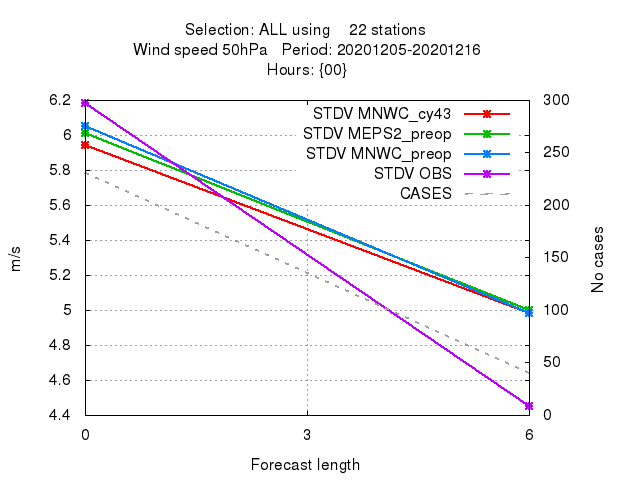 Selection: ALL using    22 stations
Wind speed 50hPa   Period: 20201205-20201216
Hours: {00}
6.2
6
5.8
5.6
5.4
5.2
5
4.8
4.6
4.4
m/s
STDV MNWC_cy43
STDV MEPS2_preop
STDV MNWC_preop
STDV OBS
CASES
300
250
200
150
100
50
0
No cases
0 3 6
Forecast length